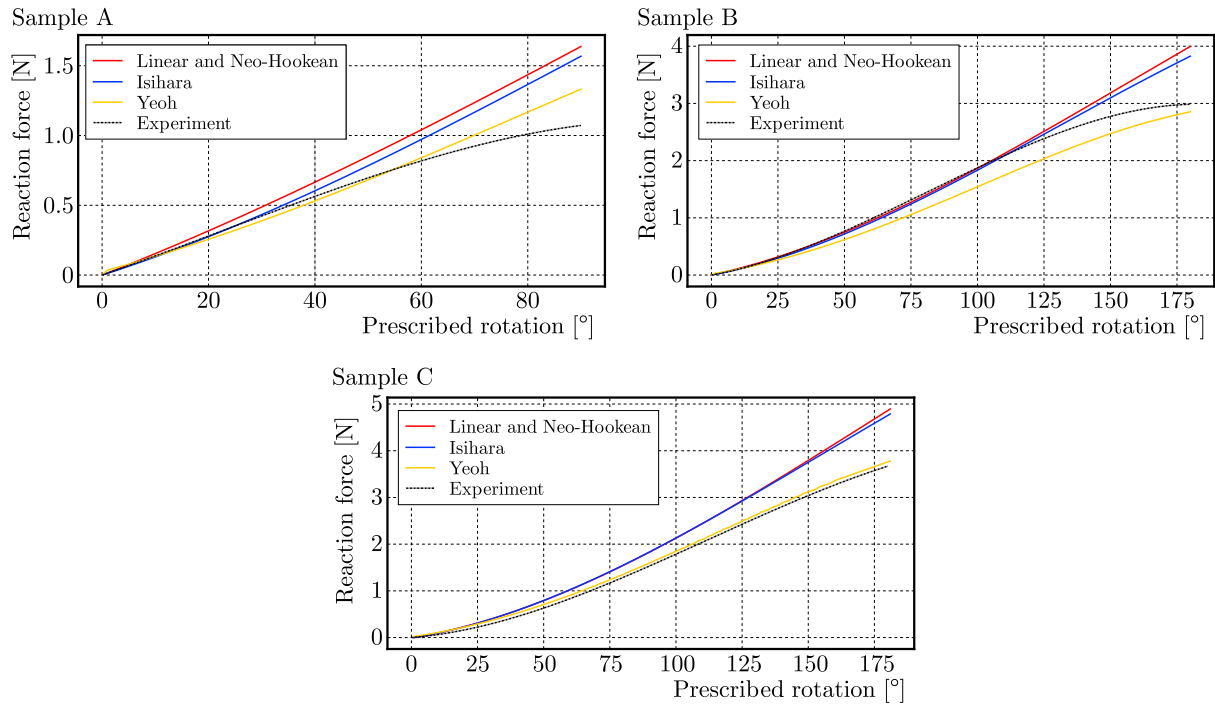 Sample A
Reaction force [N]
1.5
1.0
0.5
0
Linear and Neo-Hookean
Isihara
Yeoh
Experiment
0 20 40 60 80
Prescribed rotation [°]
Sample B
Reaction force [N]
4
3
2
1
0
Linear and Neo-Hookean
Isihara
Yeoh
Experiment
0 25 50 75 100 125 150 175
Prescribed rotation [°]
Sample C
Reaction force [N]
5
4
3
2
1
0
Linear and Neo-Hookean
Isihara
Yeoh
Experiment
0 25 50 75 100 125 150 175
Prescribed rotation [°]